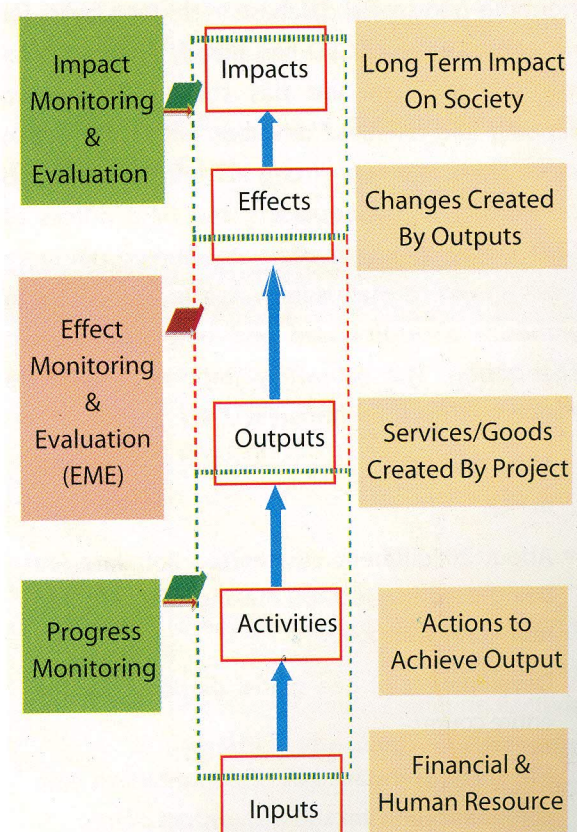 Impact
Monitoring
&
Evaluation
Impacts
Long Term Impact
On Society
Effects
Changes Created
By Outputs
Effect
Monitoring
&
Evaluation
(EME)
Outputs
Services/Goods
Created By Project
Progress
Monitoring
Activities
Actions to
Achieve Output
Inputs
Financial &
Human Resource